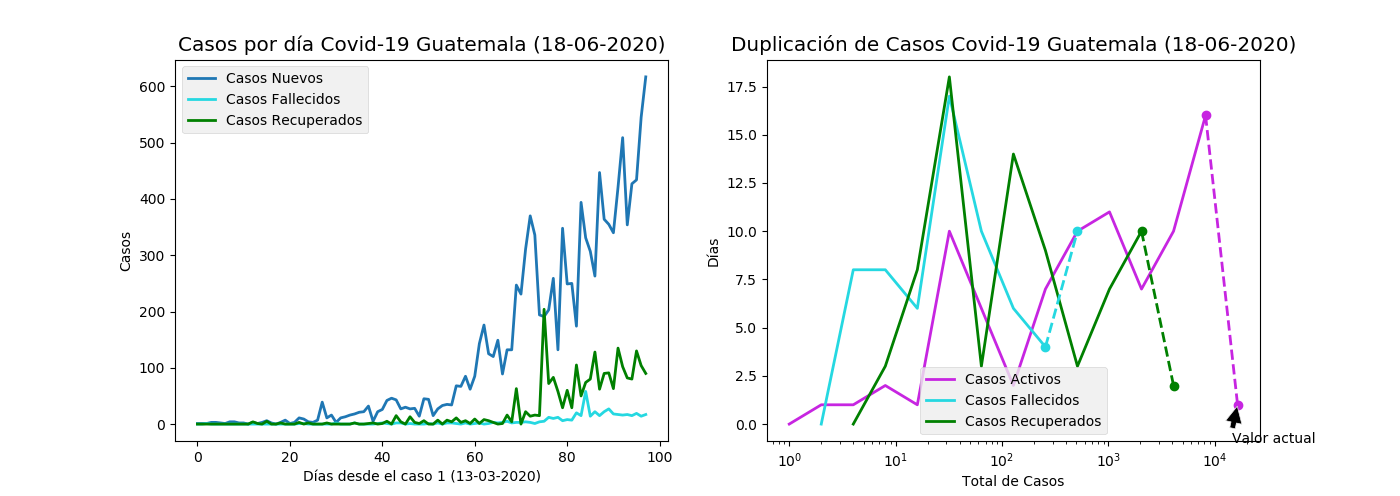 Casos por día Covid-19 Guatemala (18-06-2020)
Casos Nuevos
Casos Fallecidos
Casos Recuperados
600
500
400
300
200
100
0
Casos
0 20 40 60 80 100
Días desde el caso 1 (13-03-2020)
Duplicación de Casos Covid-19 Guatemala (18-06-2020)
17.5
15.0
12.5
10.0
7.5
5.0
2.5
0.0
Días
Casos Activos
Casos Fallecidos
Casos Recuperados
Valor actual
10⁰ 10¹ 10² 10³ 10⁴
Total de Casos